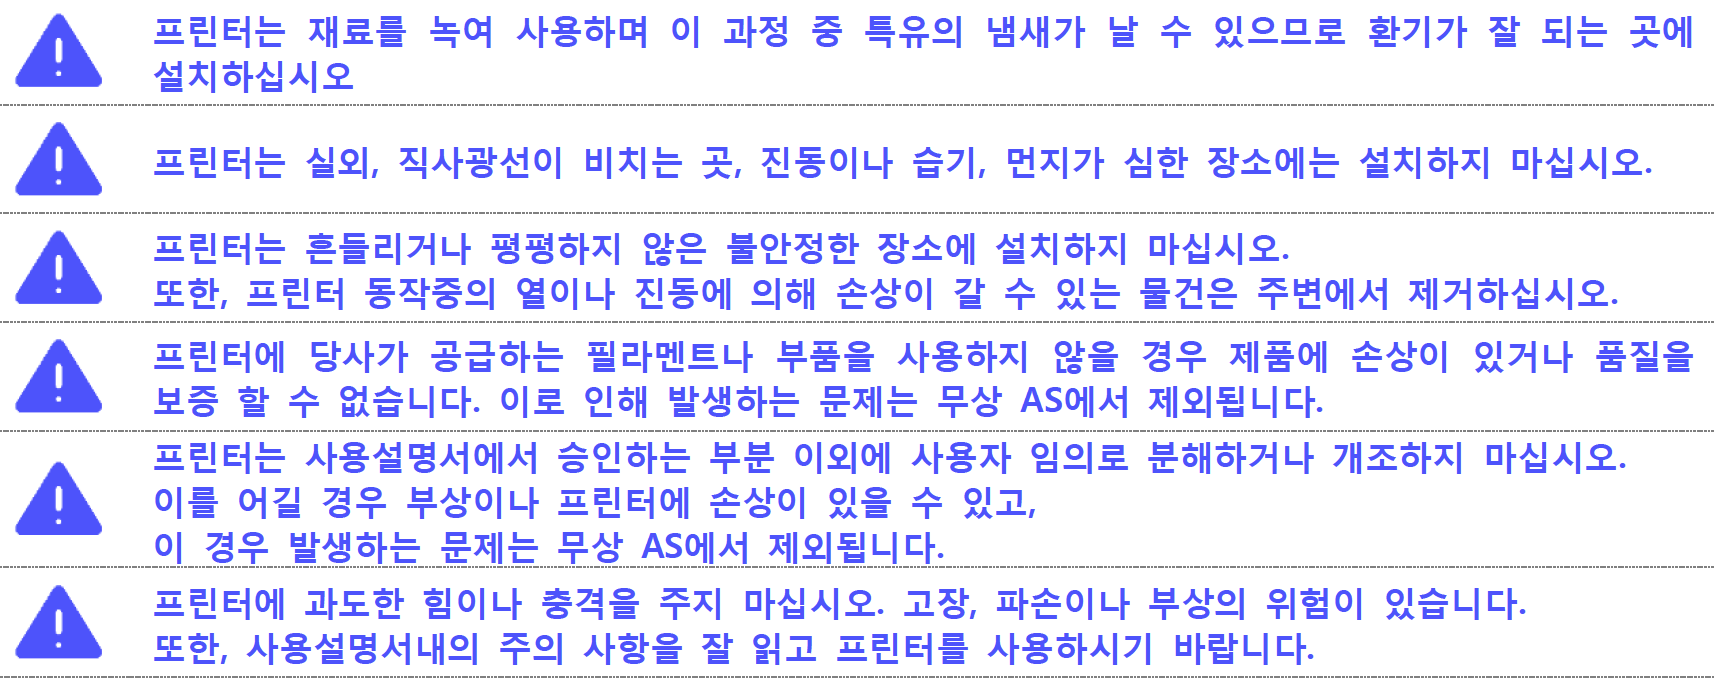 프린터는 재료를 녹여 사용하며 이 과정 중 특유의 냄새가 날 수 있으므로 환기가 잘 되는 곳에
설치하십시오
프린터는 실외, 직사광선이 비치는 곳, 진동이나 습기, 먼지가 심한 장소에는 설치하지 마십시오.
프린터는 흔들리거나 평평하지 않은 불안정한 장소에 설치하지 마십시오.
또한, 프린터 동작중의 열이나 진동에 의해 손상이 갈 수 있는 물건은 주변에서 제거하십시오.
프린터에 당사가 공급하는 필라멘트나 부품을 사용하지 않을 경우 제품에 손상이 있거나 품질을
보증 할 수 없습니다. 이로 인해 발생하는 문제는 무상 AS에서 제외됩니다.
프린터는 사용설명서에서 승인하는 부분 이외에 사용자 임의로 분해하거나 개조하지 마십시오.
이를 어길 경우 부상이나 프린터에 손상이 있을 수 있고,
이 경우 발생하는 문제는 무상 AS에서 제외됩니다.
프린터에 과도한 힘이나 충격을 주지 마십시오. 고장, 파손이나 부상의 위험이 있습니다.
또한, 사용설명서내의 주의 사항을 잘 읽고 프린터를 사용하시기 바랍니다.